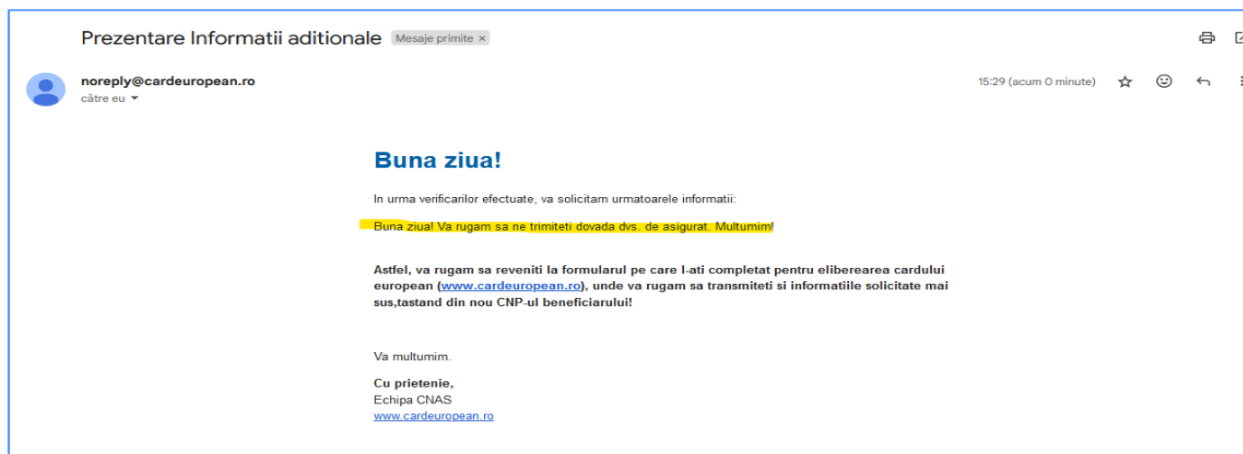 Prezentare Informatii aditionale Mesaje primite ×
noreply@cardeuropean.ro 15:29 (acum 0 minute)
către eu
Buna ziua!
In urma verificarilor efectuate, va solicitam urmatoarele informatii:
Buna ziua! Va rugam sa ne trimiteti dovada dvs. de asigurat. Multumim!
Astfel, va rugam sa reveniti la formularul pe care l-ati completat pentru eliberearea cardului
european (www.cardeuropean.ro), unde va rugam sa transmiteti si informatiile solicitate mai
sus,tastand din nou CNP-ul beneficiarului!
Va multumim.
Cu prietenie,
Echipa CNAS
www.cardeuropean.ro